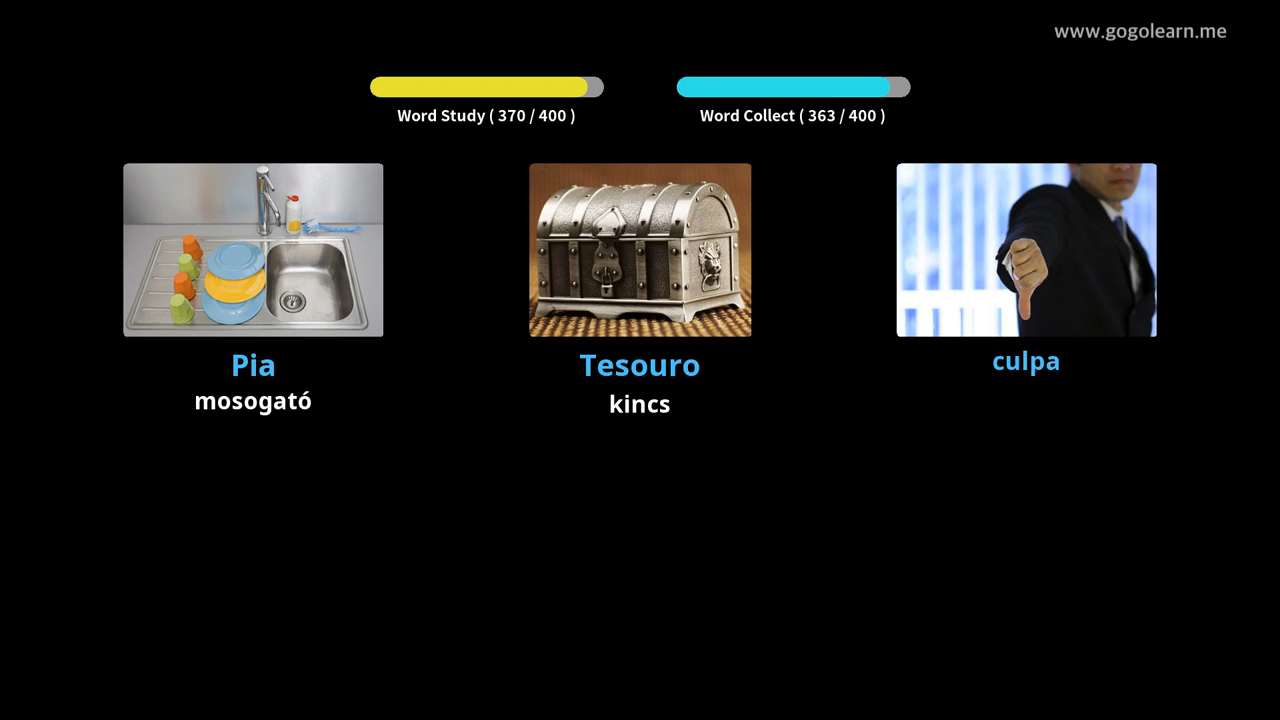 www.gogolearn.me
Word Study ( 370 / 400 )
Word Collect ( 363 / 400 )
Pia
mosogató
Tesouro
kincs
culpa